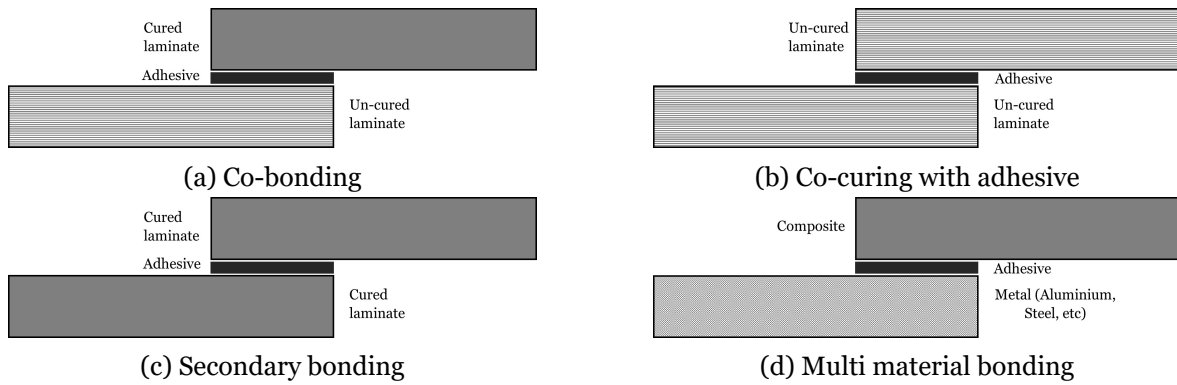 Cured
laminate
Adhesive
Un-cured
laminate
(a) Co-bonding
Un-cured
laminate
Adhesive
Un-cured
laminate
(b) Co-curing with adhesive
Cured
laminate
Adhesive
Cured
laminate
(c) Secondary bonding
Composite
Adhesive
Metal (Aluminium,
Steel, etc)
(d) Multi material bonding